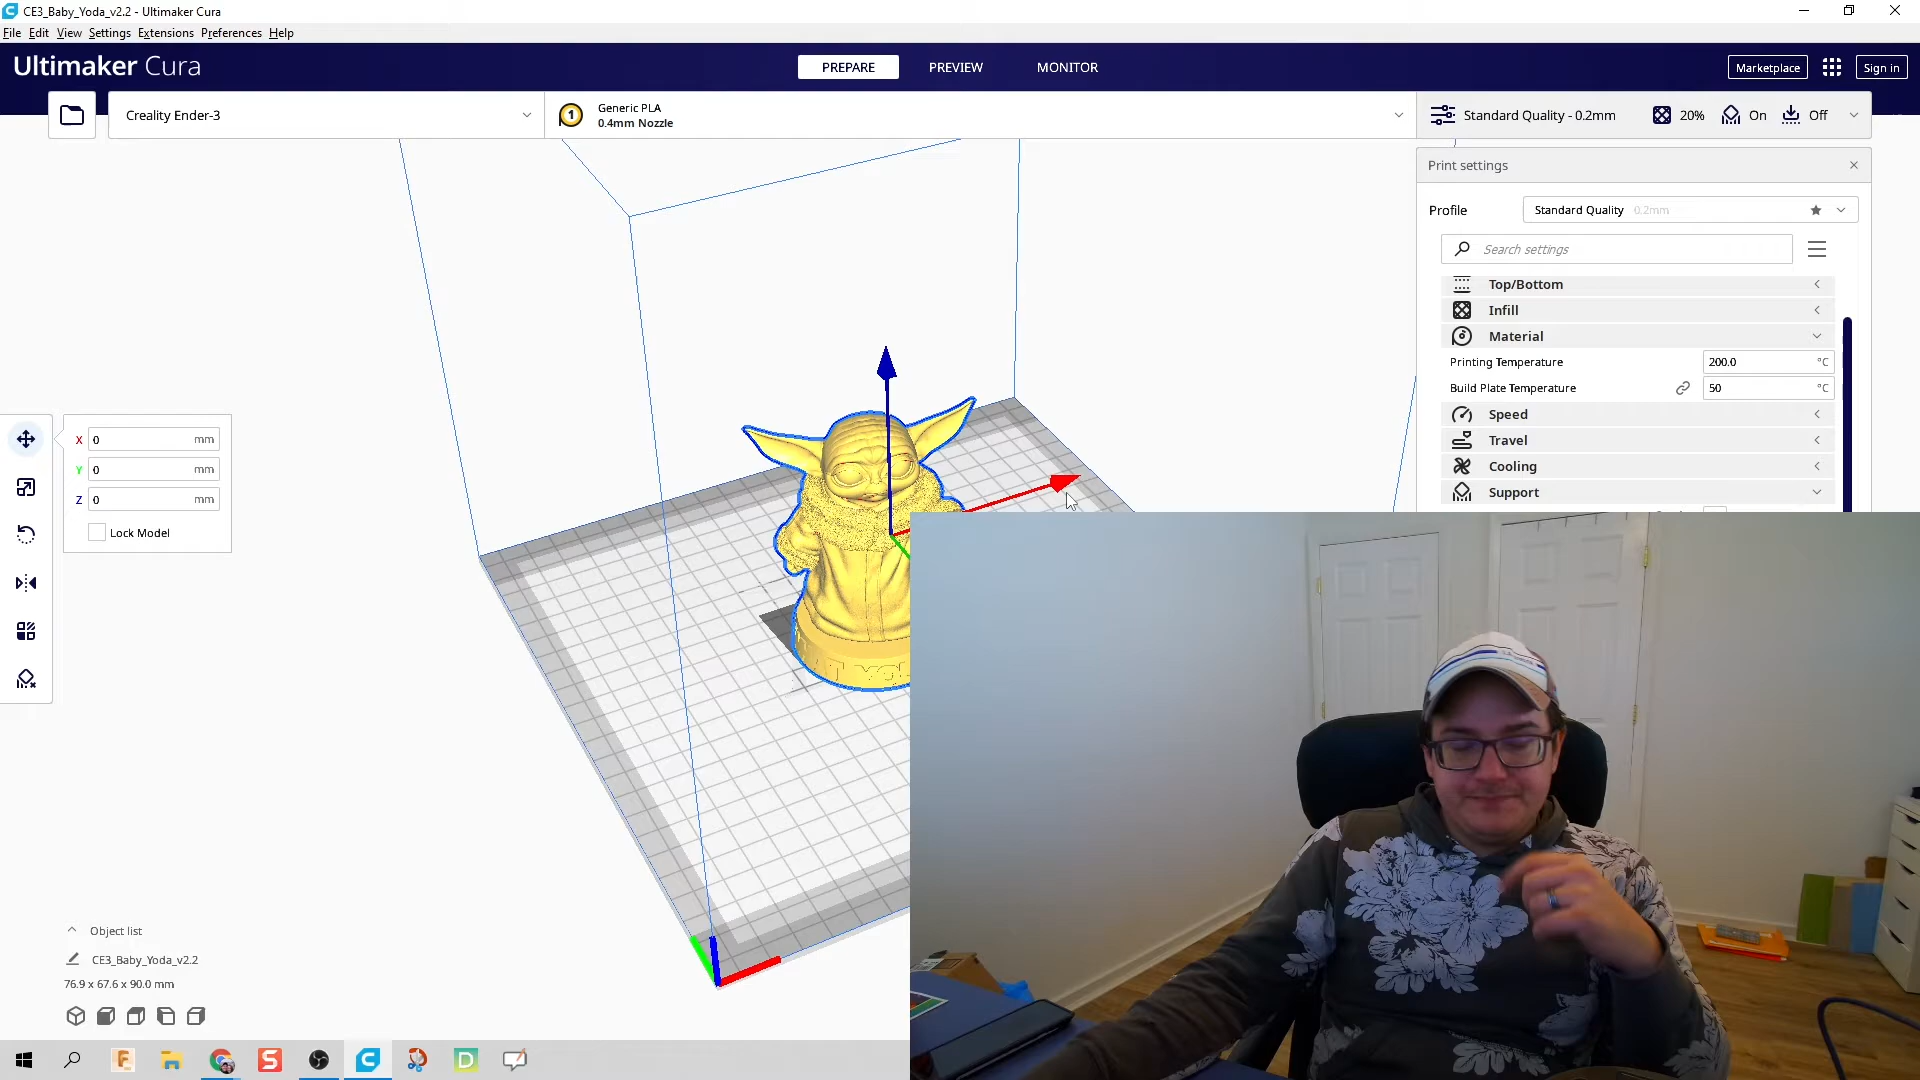 CE3_Baby_Yoda_v2.2 - Ultimaker Cura
File Edit View Settings Extensions Preferences Help
Ultimaker Cura
PREPARE PREVIEW MONITOR
Marketplace Sign in
Creality Ender-3
1 Generic PLA
0.4mm Nozzle
Standard Quality - 0.2mm 20% On Off
Print settings
Profile Standard Quality 0.2mm
Search settings
Top/Bottom
Infill
Material
Printing Temperature 200.0 °C
Build Plate Temperature 50 °C
Speed
Travel
Cooling
Support
X 0 mm
Y 0 mm
Z 0 mm
Lock Model
Object list
CE3_Baby_Yoda_v2.2
76.9 x 67.6 x 90.0 mm